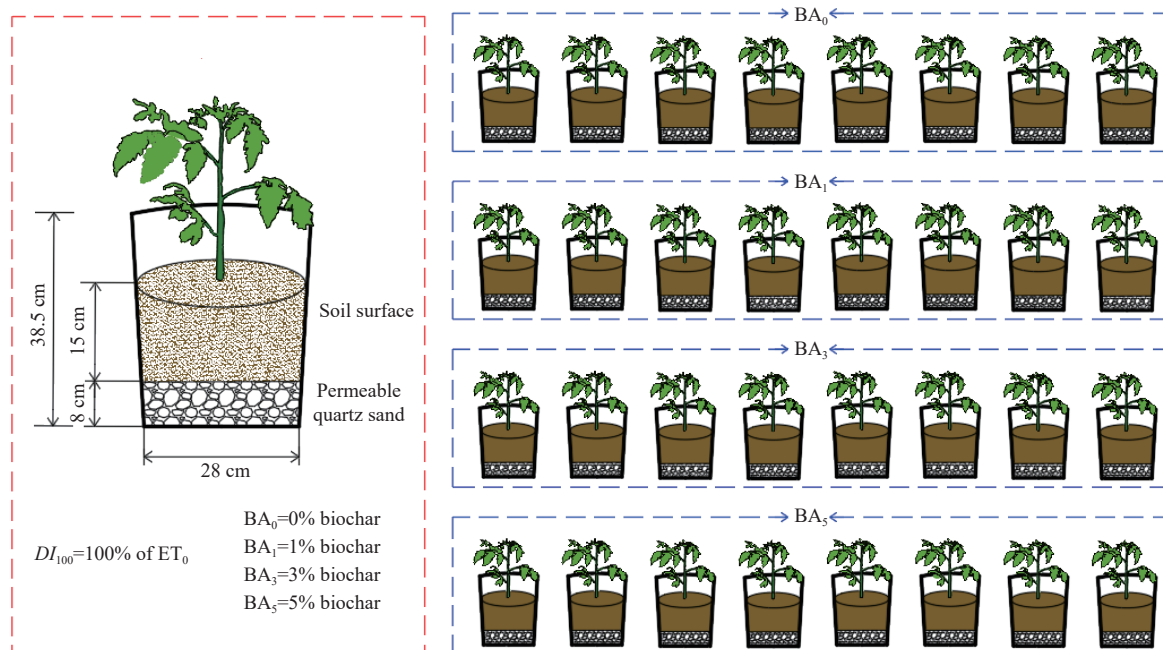 38.5 cm
15 cm
8 cm
Soil surface
Permeable
quartz sand
28 cm
DI₁₀₀=100% of ET₀
BA₀=0% biochar
BA₁=1% biochar
BA₃=3% biochar
BA₅=5% biochar
BA₀
BA₁
BA₃
BA₅